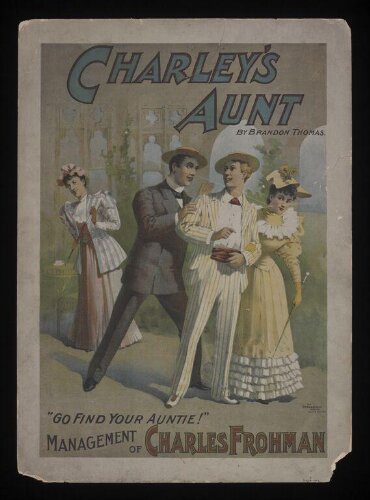 CHARLEY'S
AUNT
BY BRANDON THOMAS.
"GO FIND YOUR AUNTIE!"
MANAGEMENT OF CHARLES FROHMAN